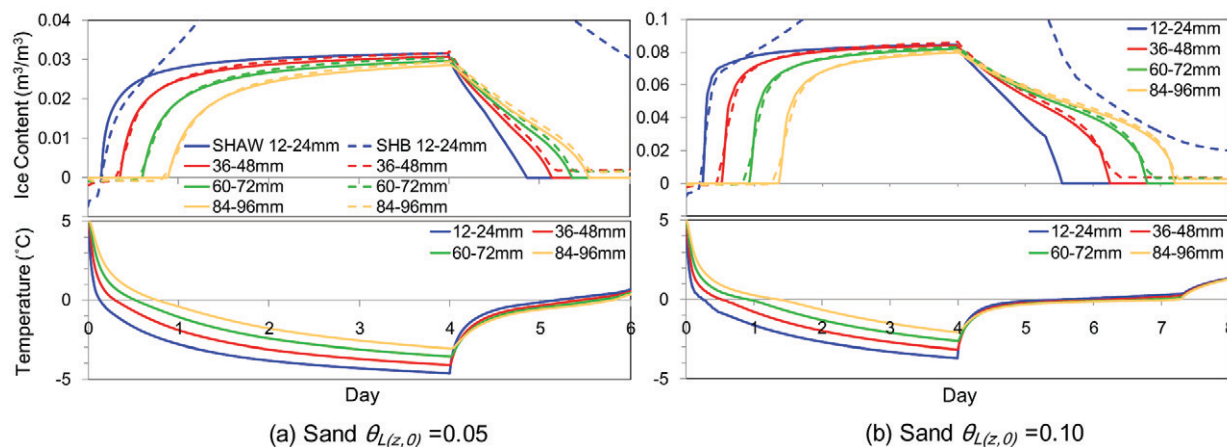 Ice Content (m³/m³)
0.04
0.03
0.02
0.01
0
SHAW 12-24mm
SHB 12-24mm
36-48mm
36-48mm
60-72mm
60-72mm
84-96mm
84-96mm
Temperature (˚C)
5
0
-5
12-24mm
36-48mm
60-72mm
84-96mm
0 1 2 3 4 5 6
Day
(a) Sand θL(z,0) =0.05
0.1
0.08
0.06
0.04
0.02
0
12-24mm
36-48mm
60-72mm
84-96mm
5
0
-5
12-24mm
36-48mm
60-72mm
84-96mm
0 1 2 3 4 5 6 7 8
Day
(b) Sand θL(z,0) =0.10